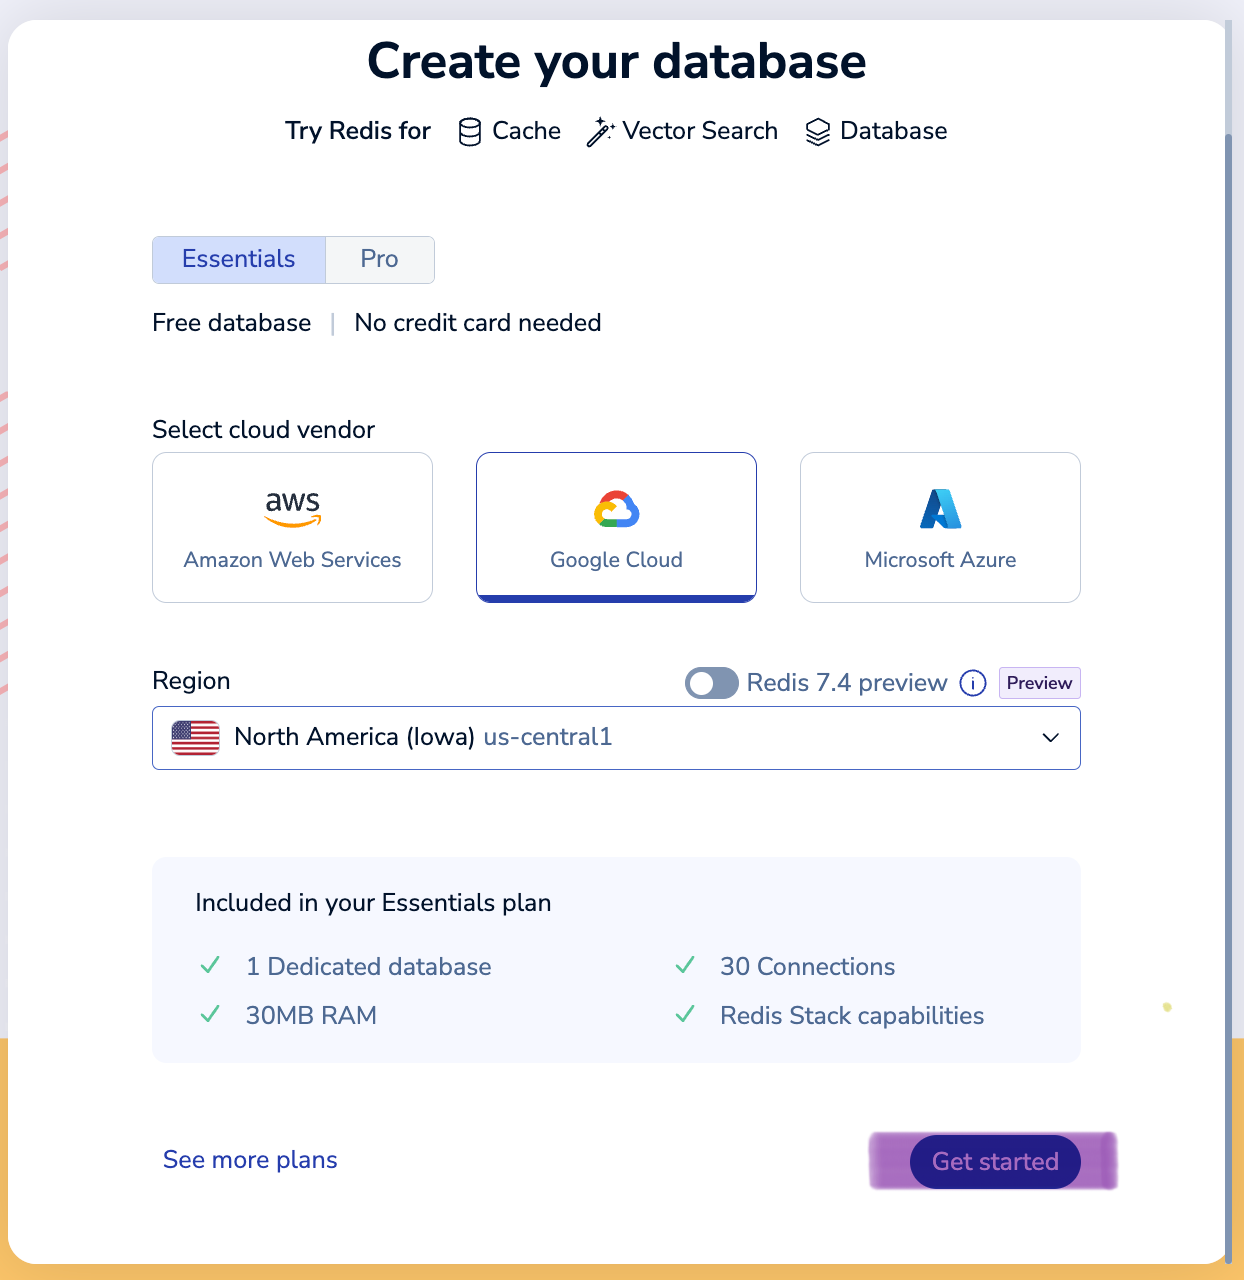 Create your database
Try Redis for Cache Vector Search Database
Essentials Pro
Free database | No credit card needed
Select cloud vendor
aws
Amazon Web Services Google Cloud Microsoft Azure
Region Redis 7.4 preview i Preview
North America (Iowa) us-central1
Included in your Essentials plan
1 Dedicated database 30 Connections
30MB RAM Redis Stack capabilities
See more plans Get started